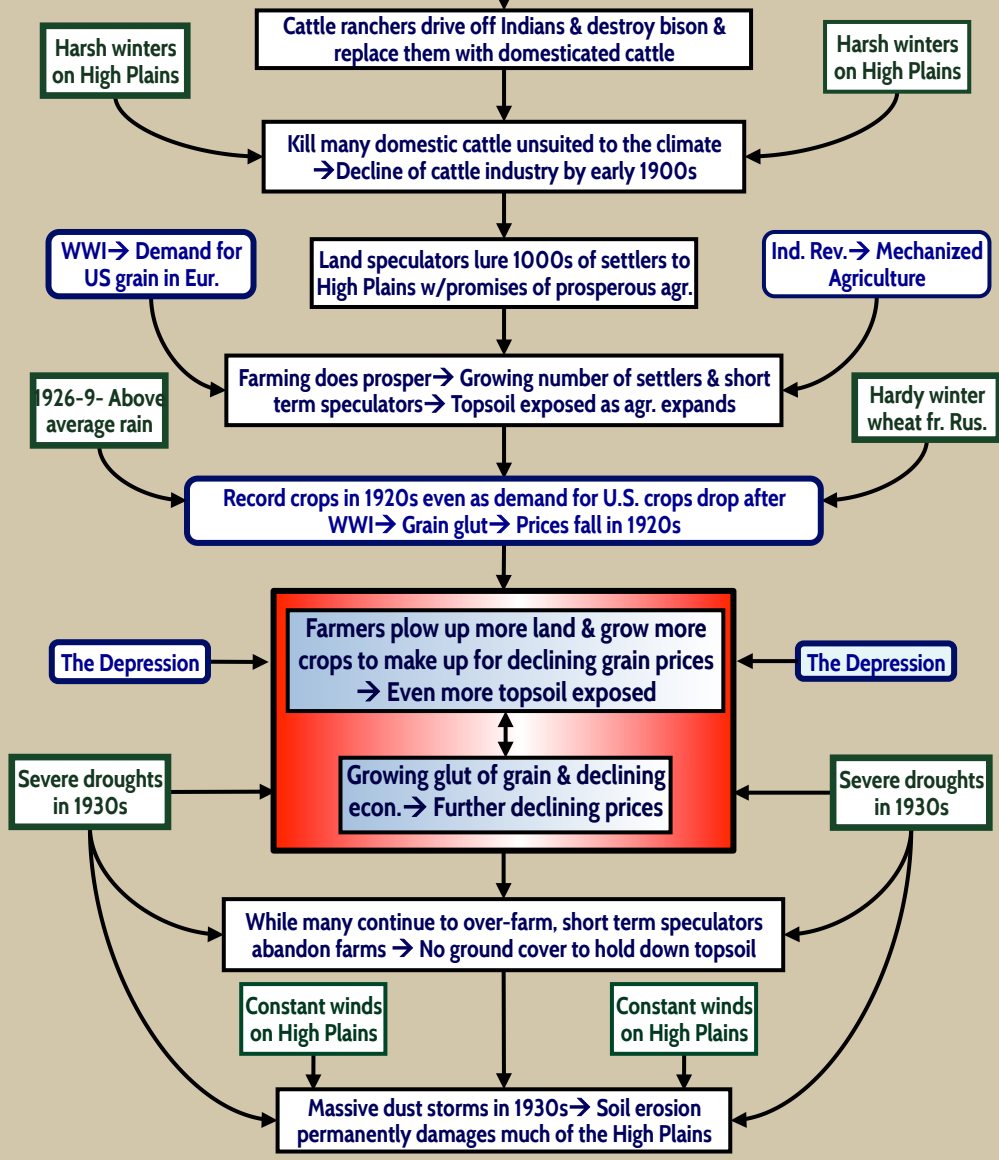 Cattle ranchers drive off Indians & destroy bison &
replace them with domesticated cattle
Harsh winters
on High Plains
Harsh winters
on High Plains
Kill many domestic cattle unsuited to the climate
→Decline of cattle industry by early 1900s
WWI→ Demand for
US grain in Eur.
Land speculators lure 1000s of settlers to
High Plains w/promises of prosperous agr.
Ind. Rev.→ Mechanized
Agriculture
Farming does prosper→ Growing number of settlers & short
term speculators→ Topsoil exposed as agr. expands
1926-9- Above
average rain
Hardy winter
wheat fr. Rus.
Record crops in 1920s even as demand for U.S. crops drop after
WWI→ Grain glut→ Prices fall in 1920s
Farmers plow up more land & grow more
crops to make up for declining grain prices
→ Even more topsoil exposed
The Depression
The Depression
Growing glut of grain & declining
econ.→ Further declining prices
Severe droughts
in 1930s
Severe droughts
in 1930s
While many continue to over-farm, short term speculators
abandon farms → No ground cover to hold down topsoil
Constant winds
on High Plains
Constant winds
on High Plains
Massive dust storms in 1930s→ Soil erosion
permanently damages much of the High Plains